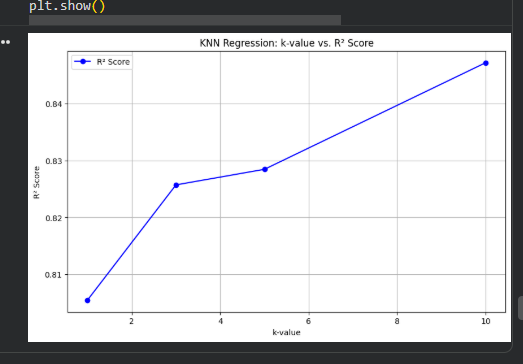 plt.show()
KNN Regression: k-value vs. R² Score
R² Score
0.84
0.83
0.82
0.81
R² Score
2 4 6 8 10
k-value